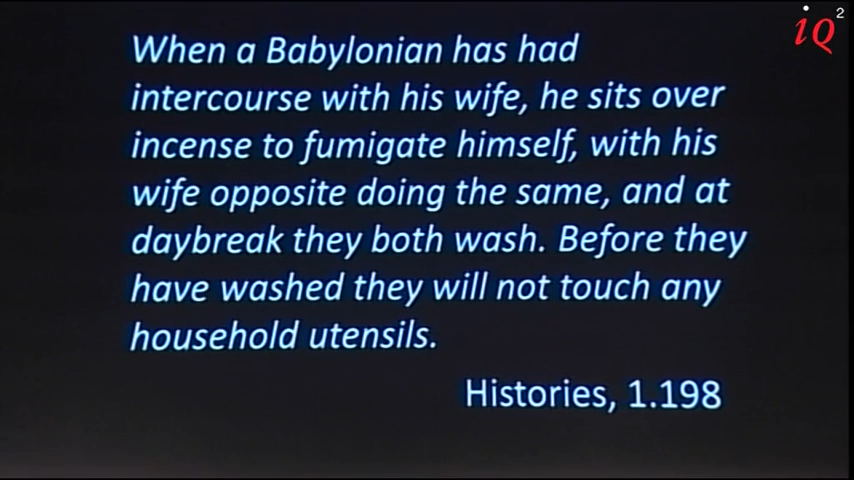 iQ2
When a Babylonian has had
intercourse with his wife, he sits over
incense to fumigate himself, with his
wife opposite doing the same, and at
daybreak they both wash. Before they
have washed they will not touch any
household utensils.
Histories, 1.198